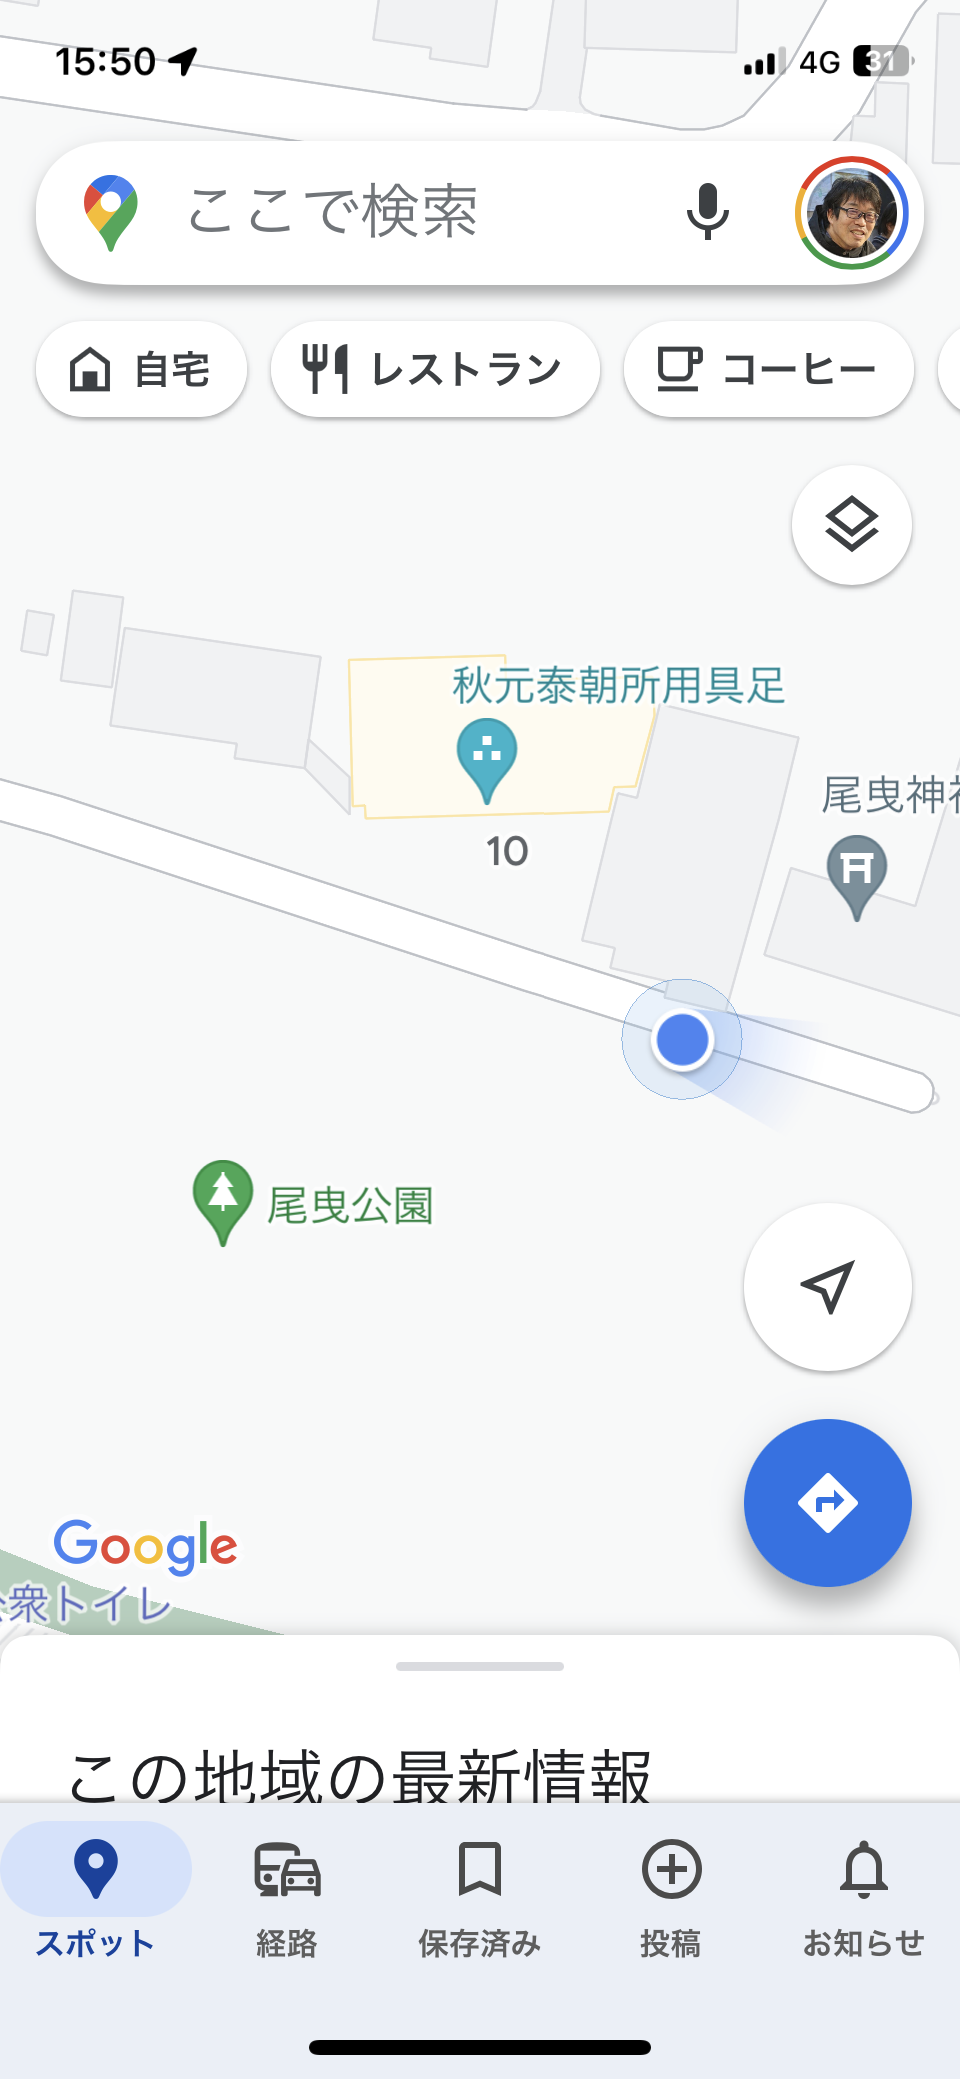 15:50
4G
31
ここで検索
自宅
レストラン
コーヒー
秋元泰朝所用具足
尾曳神社
10
尾曳公園
Google
衆トイレ
この地域の最新情報
スポット
経路
保存済み
投稿
お知らせ